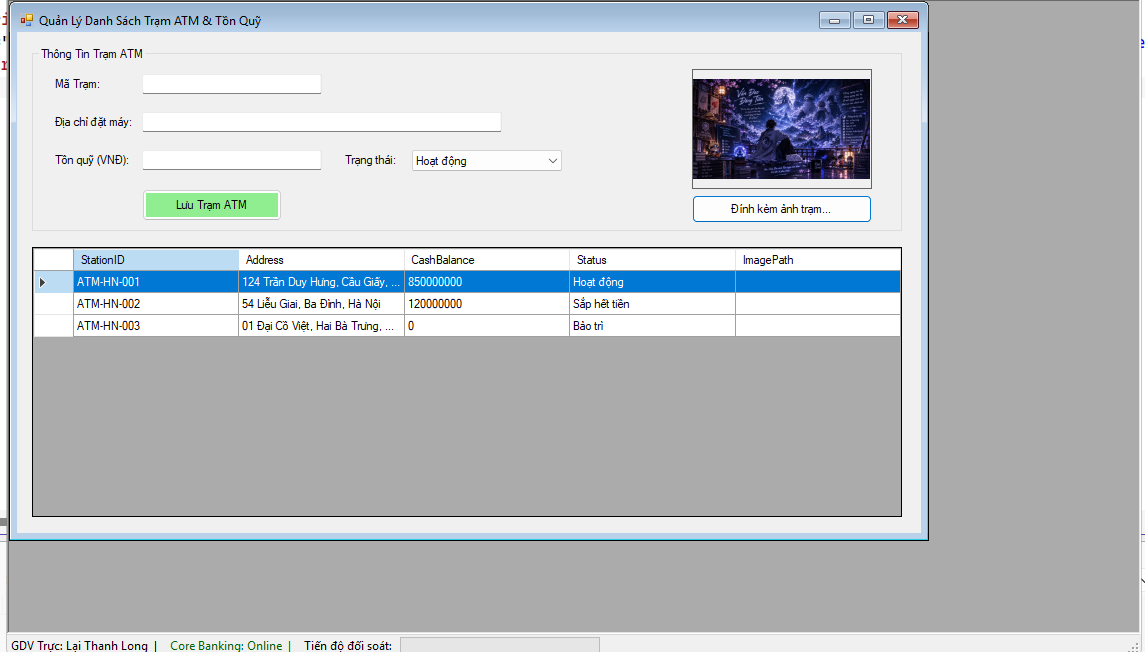 Quản Lý Danh Sách Trạm ATM & Tồn Quỹ
Thông Tin Trạm ATM
Mã Trạm:
Địa chỉ đặt máy:
Tồn quỹ (VNĐ):
Trạng thái:
Hoạt động
Lưu Trạm ATM
Đính kèm ảnh trạm...
StationID Address CashBalance Status ImagePath
ATM-HN-001 124 Trần Duy Hưng, Cầu Giấy, ... 850000000 Hoạt động
ATM-HN-002 54 Liễu Giai, Ba Đình, Hà Nội 120000000 Sắp hết tiền
ATM-HN-003 01 Đại Cồ Việt, Hai Bà Trưng, ... 0 Bảo trì
GDV Trực: Lại Thanh Long | Core Banking: Online | Tiến độ đối soát: